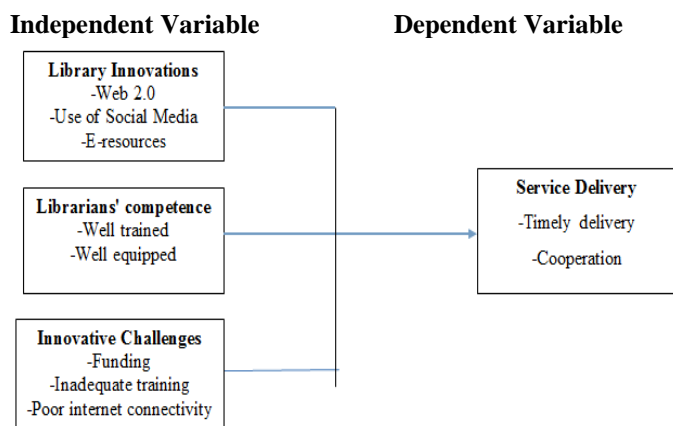 Independent Variable
Dependent Variable
Library Innovations
-Web 2.0
-Use of Social Media
-E-resources
Librarians' competence
-Well trained
-Well equipped
Innovative Challenges
-Funding
-Inadequate training
-Poor internet connectivity
Service Delivery
-Timely delivery
-Cooperation